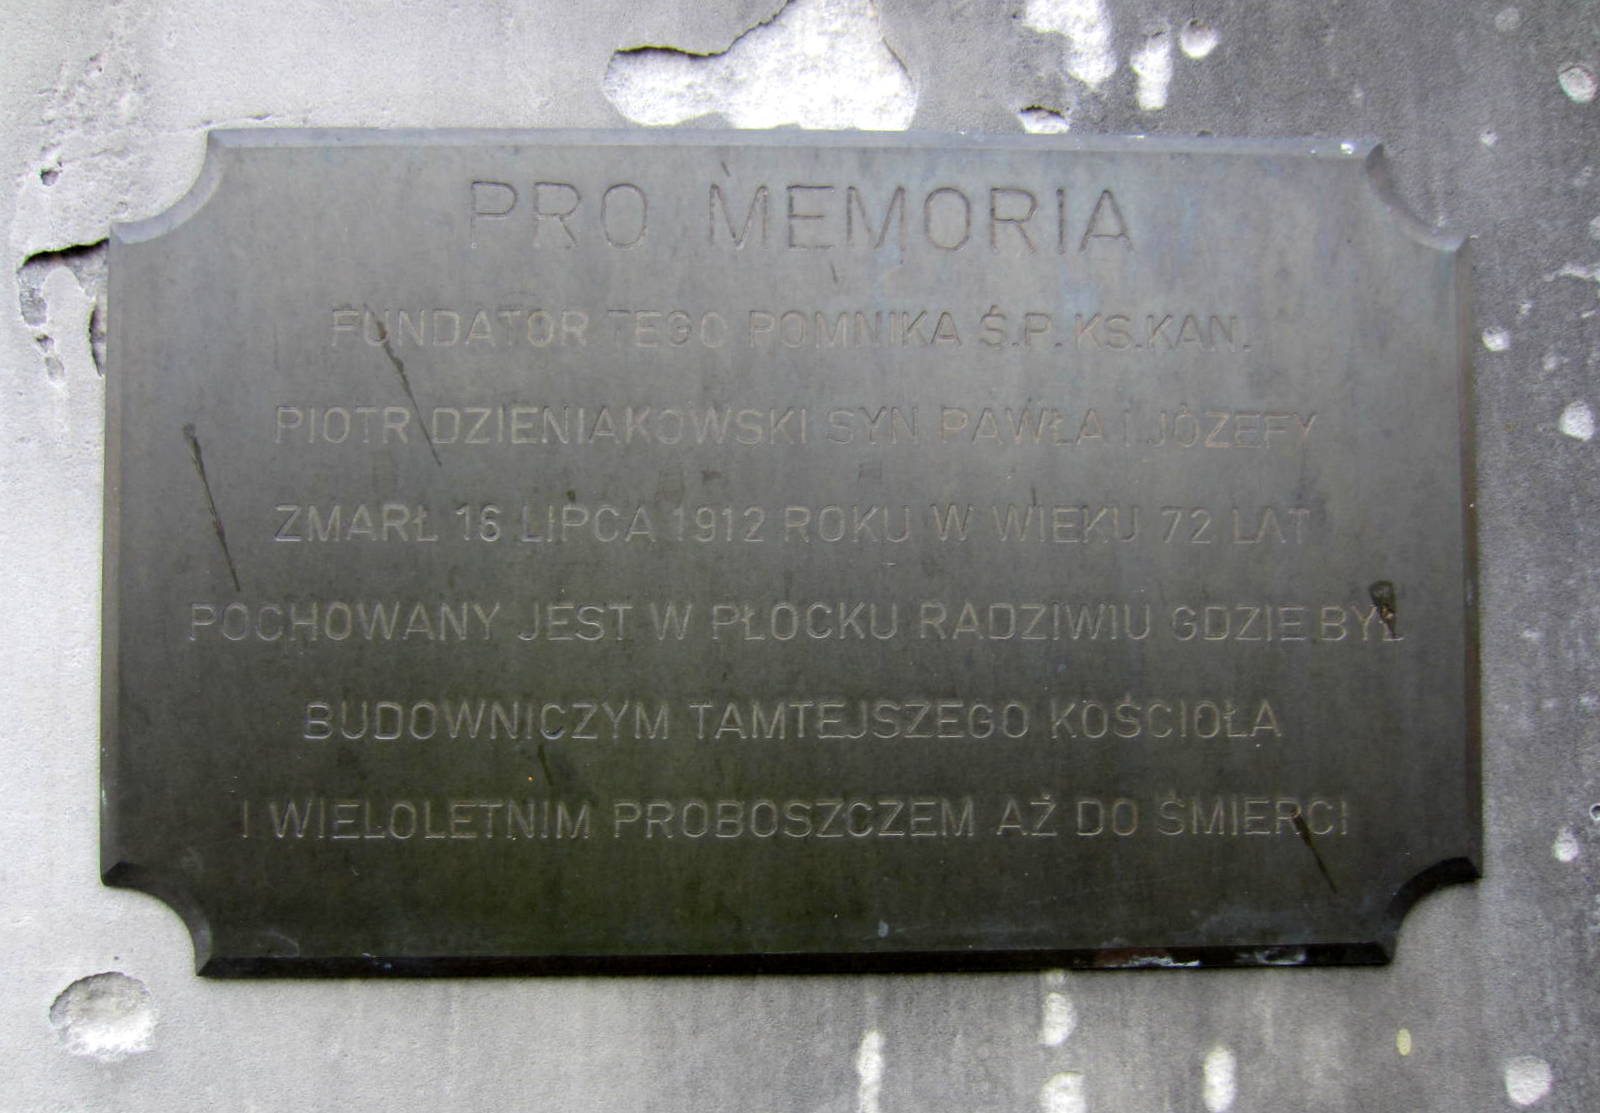 PRO MEMORIA
FUNDATOR TEGO POMNIKA Ś.P. KS.KAN.
PIOTR DZIENIAKOWSKI SYN PAWŁA I JÓZEFY
ZMARŁ 16 LIPCA 1912 ROKU W WIEKU 72 LAT
POCHOWANY JEST W PŁOCKU RADZIWIU GDZIE BYŁ
BUDOWNICZYM TAMTEJSZEGO KOŚCIOŁA
I WIELOLETNIM PROBOSZCZEM AŻ DO ŚMIERCI